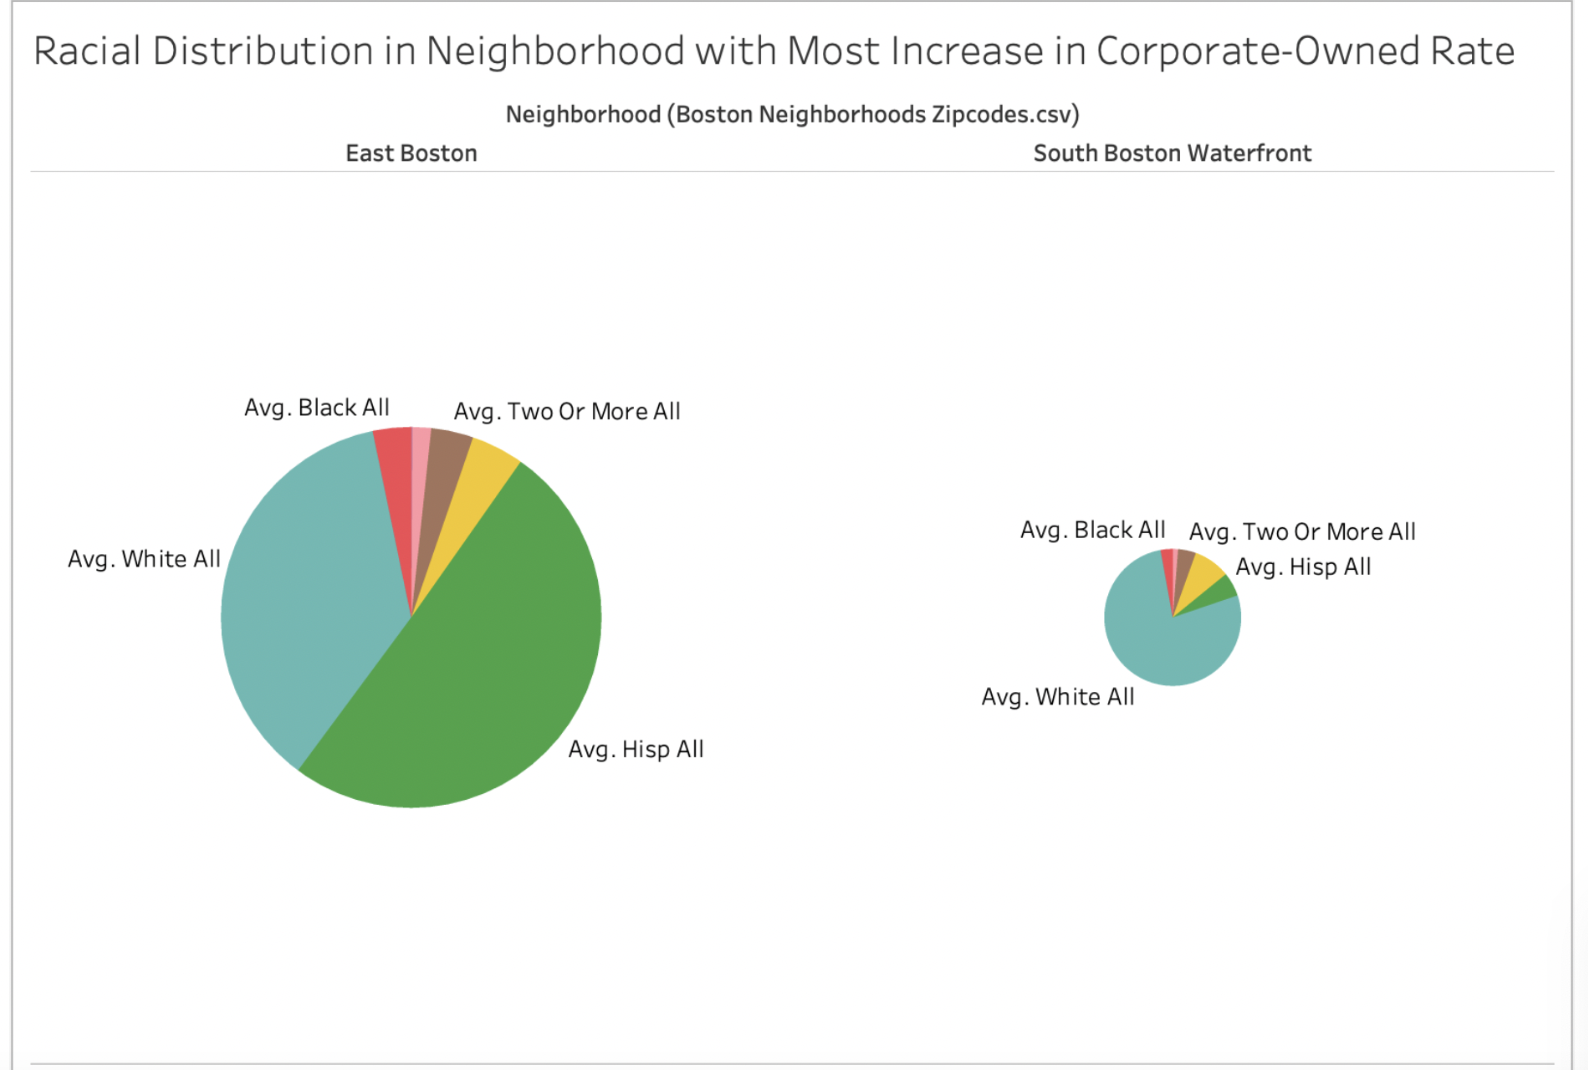 Racial Distribution in Neighborhood with Most Increase in Corporate-Owned Rate
Neighborhood (Boston Neighborhoods Zipcodes.csv)
East Boston
South Boston Waterfront
Avg. Black All
Avg. Two Or More All
Avg. White All
Avg. Hisp All
Avg. Black All
Avg. Two Or More All
Avg. Hisp All
Avg. White All